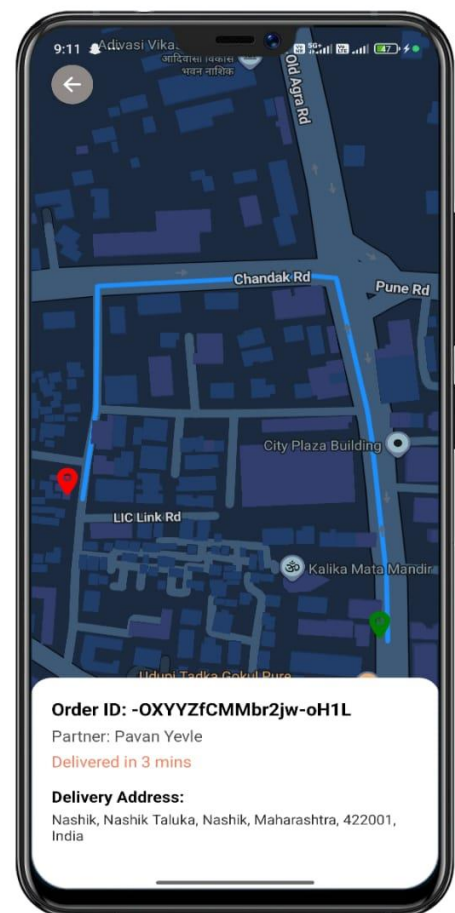 9:11
Adivasi Vikas
आदिवासी विकास
भवन नाशिक
Old Agra Rd
5G+
47
Chandak Rd
Pune Rd
City Plaza Building
LIC Link Rd
Kalika Mata Mandir
Udupi Tadka Gokul Pure
Order ID: -OXYYZfCMMbr2jw-oH1L
Partner: Pavan Yevle
Delivered in 3 mins
Delivery Address:
Nashik, Nashik Taluka, Nashik, Maharashtra, 422001,
India